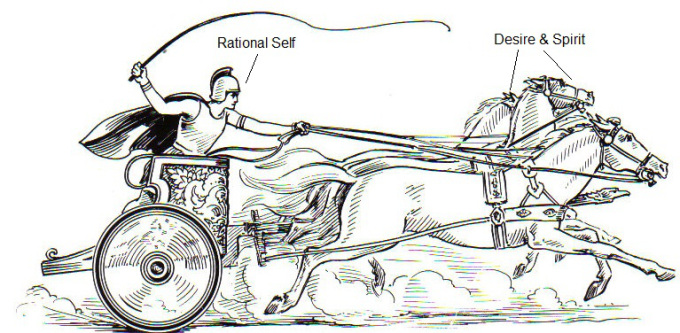 Rational Self
Desire & Spirit